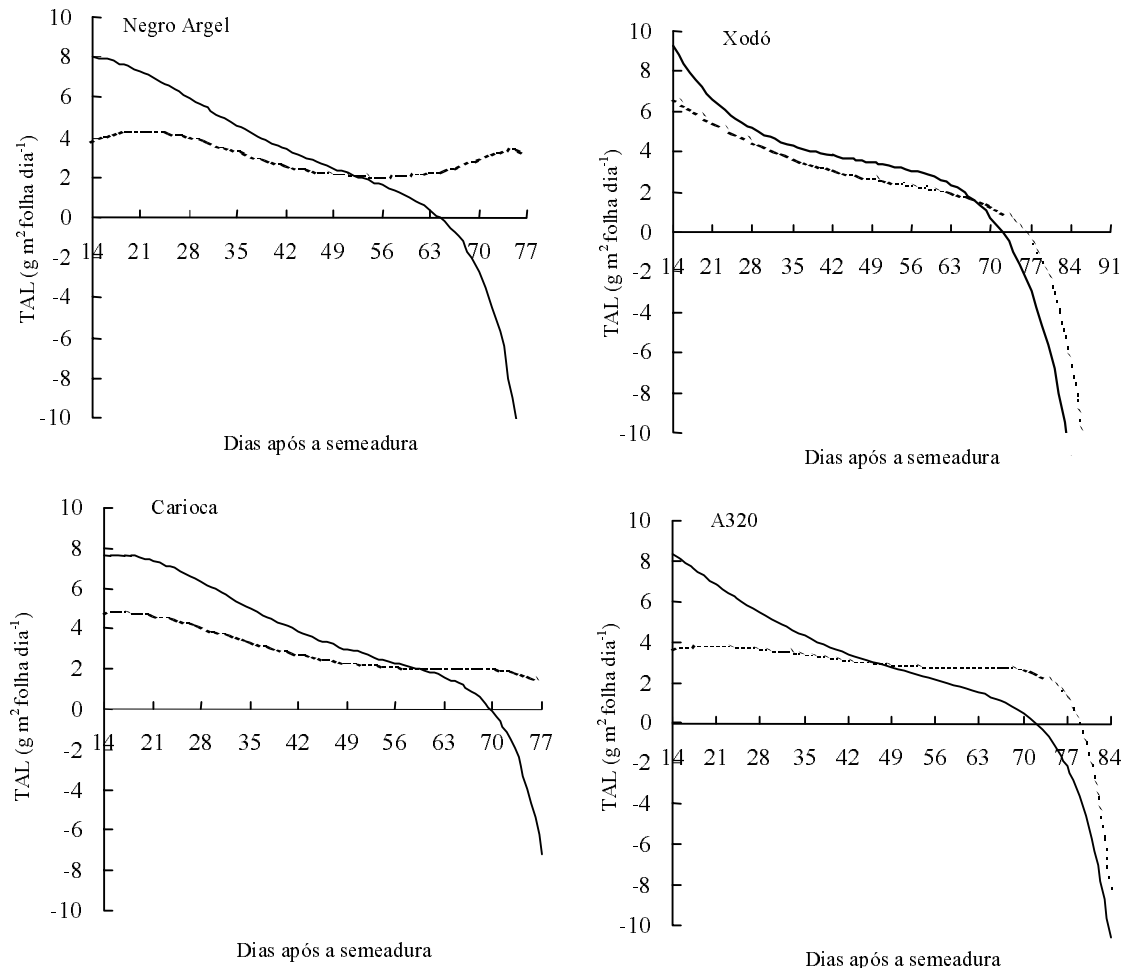 Negro Argel
10
8
6
4
2
0
-2
-4
-6
-8
-10
14 21 28 35 42 49 56 63 70 77
TAL (g m² folha dia⁻¹)
Dias após a semeadura
Xodó
10
8
6
4
2
0
-2
-4
-6
-8
-10
14 21 28 35 42 49 56 63 70 77 84 91
TAL (g m² folha dia⁻¹)
Dias após a semeadura
Carioca
10
8
6
4
2
0
-2
-4
-6
-8
-10
14 21 28 35 42 49 56 63 70 77
TAL (g m² folha dia⁻¹)
Dias após a semeadura
A320
10
8
6
4
2
0
-2
-4
-6
-8
-10
14 21 28 35 42 49 56 63 70 77 84
TAL (g m² folha dia⁻¹)
Dias após a semeadura